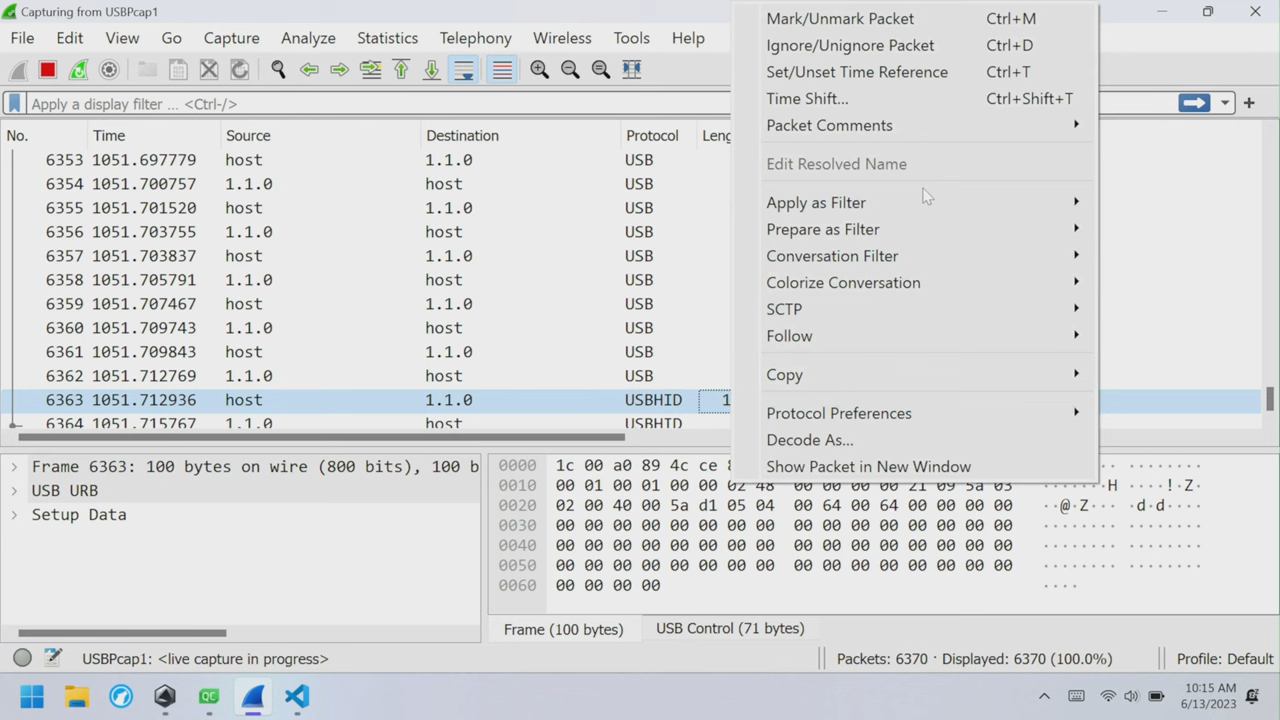 Capturing from USBPcap1
File Edit View Go Capture Analyze Statistics Telephony Wireless Tools Help
Apply a display filter … <Ctrl-/>
No. Time Source Destination Protocol Leng
6353 1051.697779 host 1.1.0 USB
6354 1051.700757 1.1.0 host USB
6355 1051.701520 host 1.1.0 USB
6356 1051.703232 1.1.0 host USB
6357 1051.703837 host 1.1.0 USB
6358 1051.705791 1.1.0 host USB
6359 1051.707467 host 1.1.0 USB
6360 1051.709743 1.1.0 host USB
6361 1051.709843 host 1.1.0 USB
6362 1051.712769 1.1.0 host USB
6363 1051.712936 host 1.1.0 USBHID 1
6364 1051.715767 1.1.0 host USBHID
Mark/Unmark Packet Ctrl+M
Ignore/Unignore Packet Ctrl+D
Set/Unset Time Reference Ctrl+T
Time Shift... Ctrl+Shift+T
Packet Comments
Edit Resolved Name
Apply as Filter
Prepare as Filter
Conversation Filter
Colorize Conversation
SCTP
Follow
Copy
Protocol Preferences
Decode As...
Show Packet in New Window
Frame 6363: 100 bytes on wire (800 bits), 100 b
USB URB
Setup Data
0000 1c 00 a0 89 4c ce
0010 00 01 00 01 00 00 02 48 00 00 00 00 21 09 5a 03 ·······H ····!·Z·
0020 02 00 40 00 5a d1 05 04 00 64 00 64 00 00 00 00 ··@·Z··· ·d·d····
0030 00 00 00 00 00 00 00 00 00 00 00 00 00 00 00 00 ········ ········
0040 00 00 00 00 00 00 00 00 00 00 00 00 00 00 00 00 ········ ········
0050 00 00 00 00 00 00 00 00 00 00 00 00 00 00 00 00 ········ ········
0060 00 00 00 00 ····
Frame (100 bytes) USB Control (71 bytes)
USBPcap1: <live capture in progress> Packets: 6370 · Displayed: 6370 (100.0%) Profile: Default
QC
10:15 AM
6/13/2023